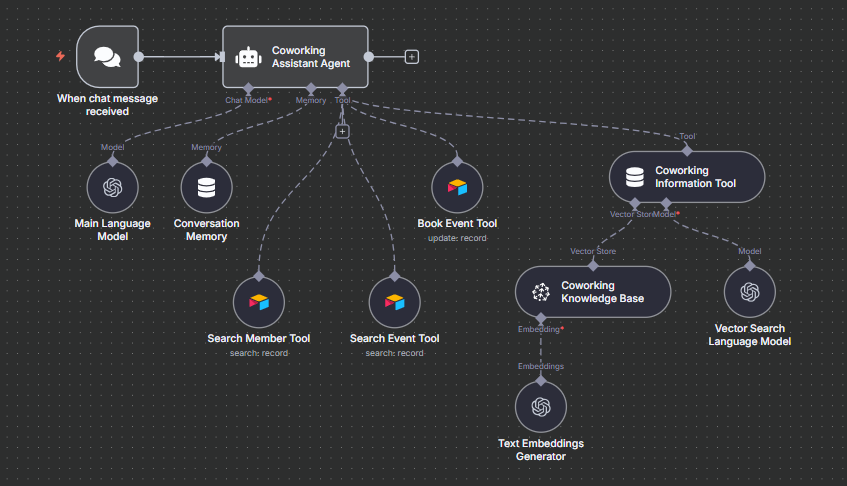 Coworking
Assistant Agent
When chat message
received
Chat Model*
Memory
Tool
Model
Memory
Tool
Main Language
Model
Conversation
Memory
Book Event Tool
update: record
Coworking
Information Tool
Vector Store
Model*
Search Member Tool
search: record
Search Event Tool
search: record
Vector Store
Coworking
Knowledge Base
Model
Vector Search
Language Model
Embedding*
Embeddings
Text Embeddings
Generator